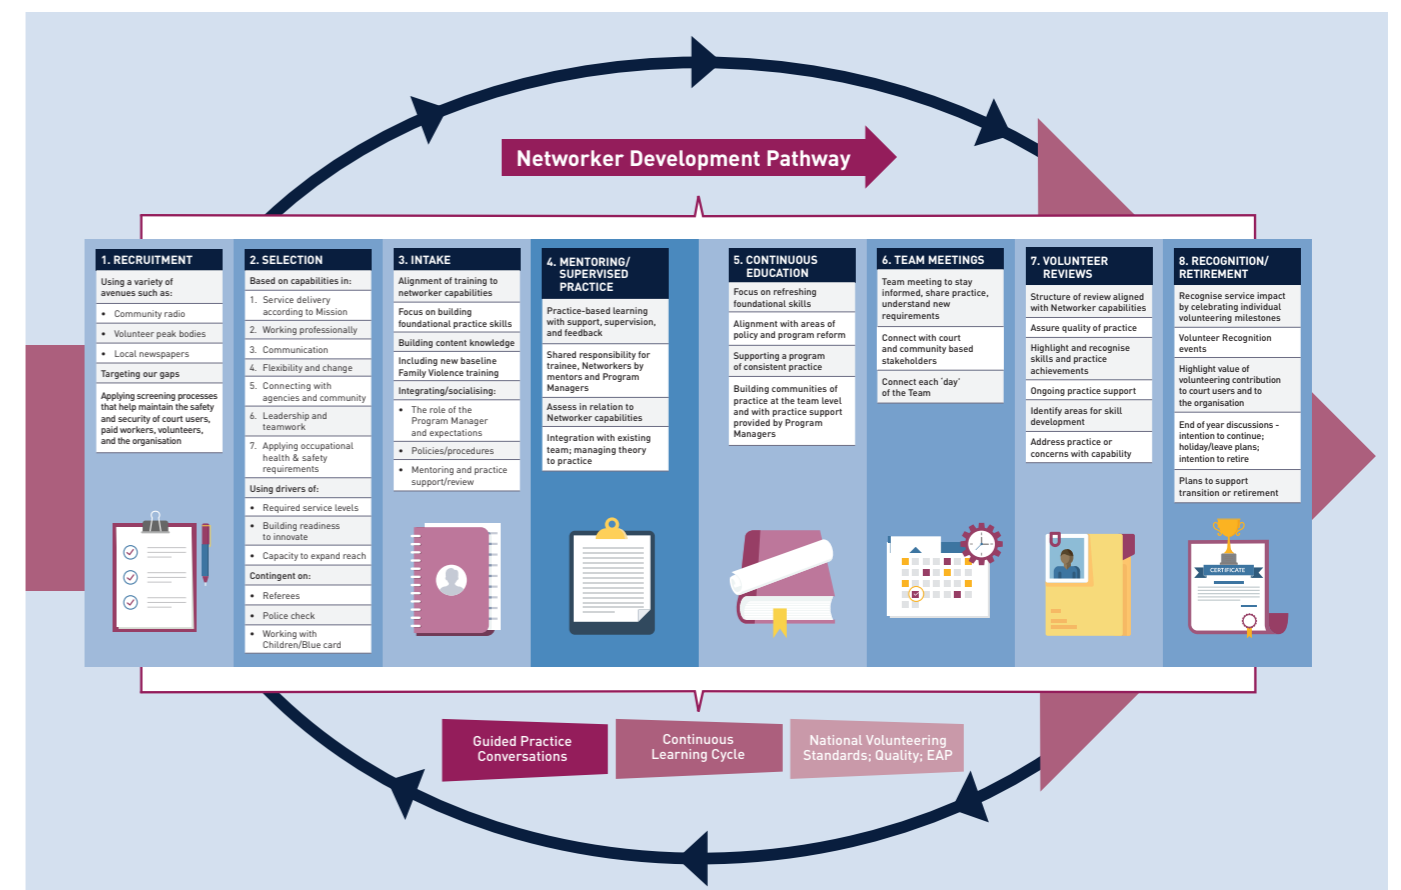 Networker Development Pathway
1. RECRUITMENT
Using a variety of
avenues such as:
• Community radio
• Volunteer peak bodies
• Local newspapers
Targeting our gaps
Applying screening processes
that help maintain the safety
and security of court users,
paid workers, volunteers,
and the organisation
2. SELECTION
Based on capabilities in:
1. Service delivery
according to Mission
2. Working professionally
3. Communication
4. Flexibility and change
5. Connecting with
agencies and community
6. Leadership and
teamwork
7. Applying occupational
health & safety
requirements
Using drivers of:
• Required service levels
• Building readiness
to innovate
• Capacity to expand reach
Contingent on:
• Referees
• Police check
• Working with
Children/Blue card
3. INTAKE
Alignment of training to
networker capabilities
Focus on building
foundational practice skills
Building content knowledge
Including new baseline
Family Violence training
Integrating/socialising:
• The role of the
Program Manager
and expectations
• Policies/procedures
• Mentoring and practice
support/review
4. MENTORING/
SUPERVISED
PRACTICE
Practice-based learning
with support, supervision,
and feedback
Shared responsibility for
trainee, Networkers by
mentors and Program
Managers
Assess in relation to
Networker capabilities
Integration with existing
team; managing theory
to practice
5. CONTINUOUS
EDUCATION
Focus on refreshing
foundational skills
Alignment with areas of
policy and program reform
Supporting a program
of consistent practice
Building communities of
practice at the team level
and with practice support
provided by Program
Managers
6. TEAM MEETINGS
Team meeting to stay
informed, share practice,
understand new
requirements
Connect with court
and community based
stakeholders
Connect each 'day'
of the Team
7. VOLUNTEER
REVIEWS
Structure of review aligned
with Networker capabilities
Assure quality of practice
Highlight and recognise
skills and practice
achievements
Ongoing practice support
Identify areas for skill
development
Address practice or
concerns with capability
8. RECOGNITION/
RETIREMENT
Recognise service impact
by celebrating individual
volunteering milestones
Volunteer Recognition
events
Highlight value of
volunteering contribution
to court users and to
the organisation
End of year discussions –
intention to continue;
holiday/leave plans;
intention to retire
Plans to support
transition or retirement
CERTIFICATE
Guided Practice
Conversations
Continuous
Learning Cycle
National Volunteering
Standards; Quality; EAP